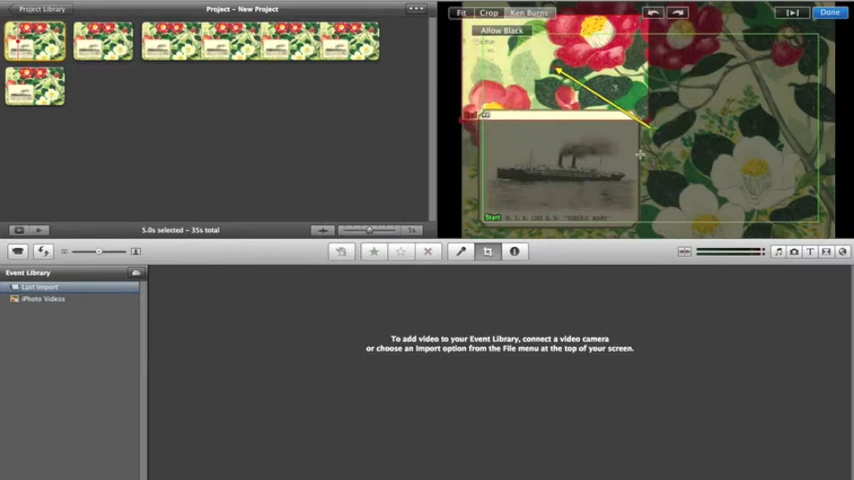 Project Library
Project - New Project
Fit
Crop
Ken Burns
Done
Allow Black
Start
5.0s selected - 35s total
5s
Event Library
Last Import
iPhoto Videos
To add video to your Event Library, connect a video camera
or choose an Import option from the File menu at the top of your screen.